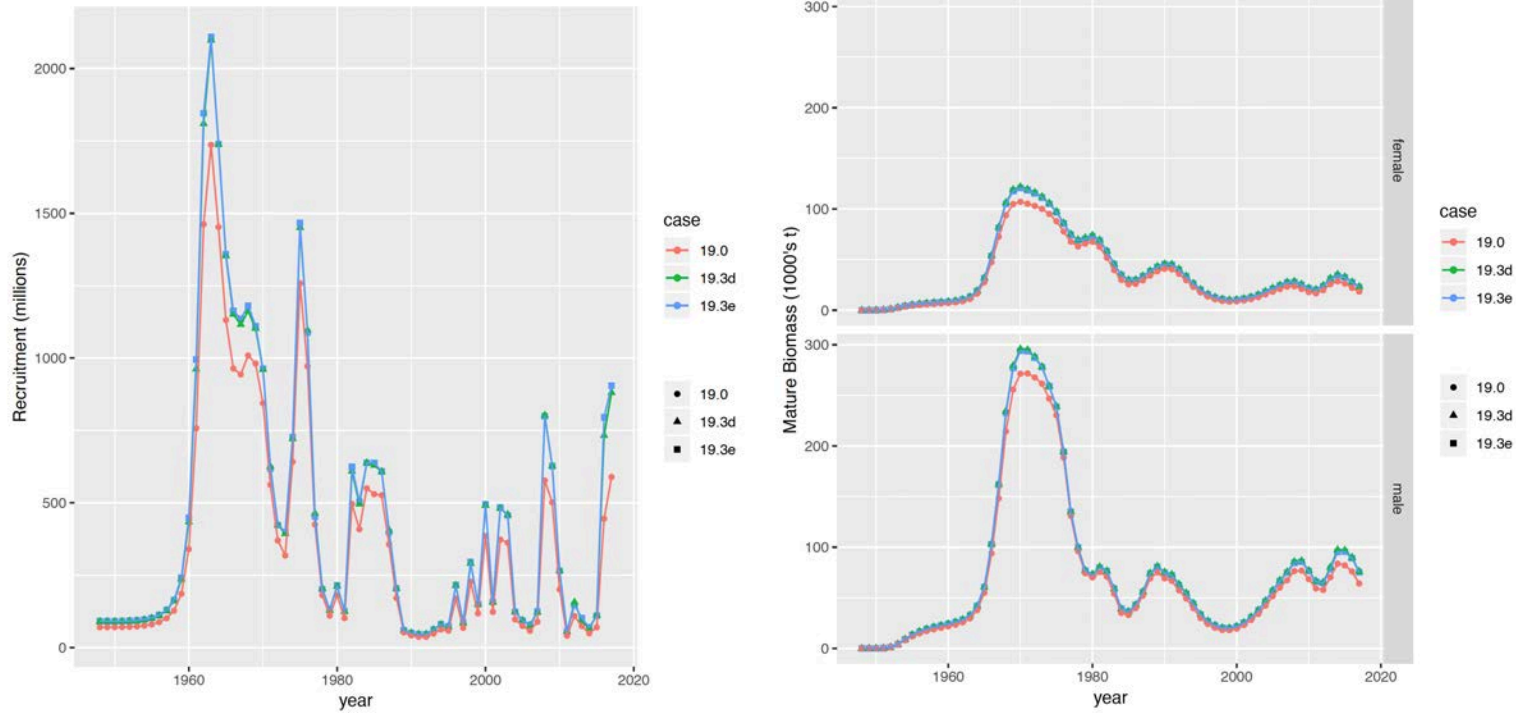 2000
1500
1000
500
0
Recruitment (millions)
1960
1980
2000
2020
year
case
19.0
19.3d
19.3e
19.0
19.3d
19.3e
300
200
100
0
female
300
200
100
0
male
Mature Biomass (1000's t)
1960
1980
2000
2020
year
case
19.0
19.3d
19.3e
19.0
19.3d
19.3e